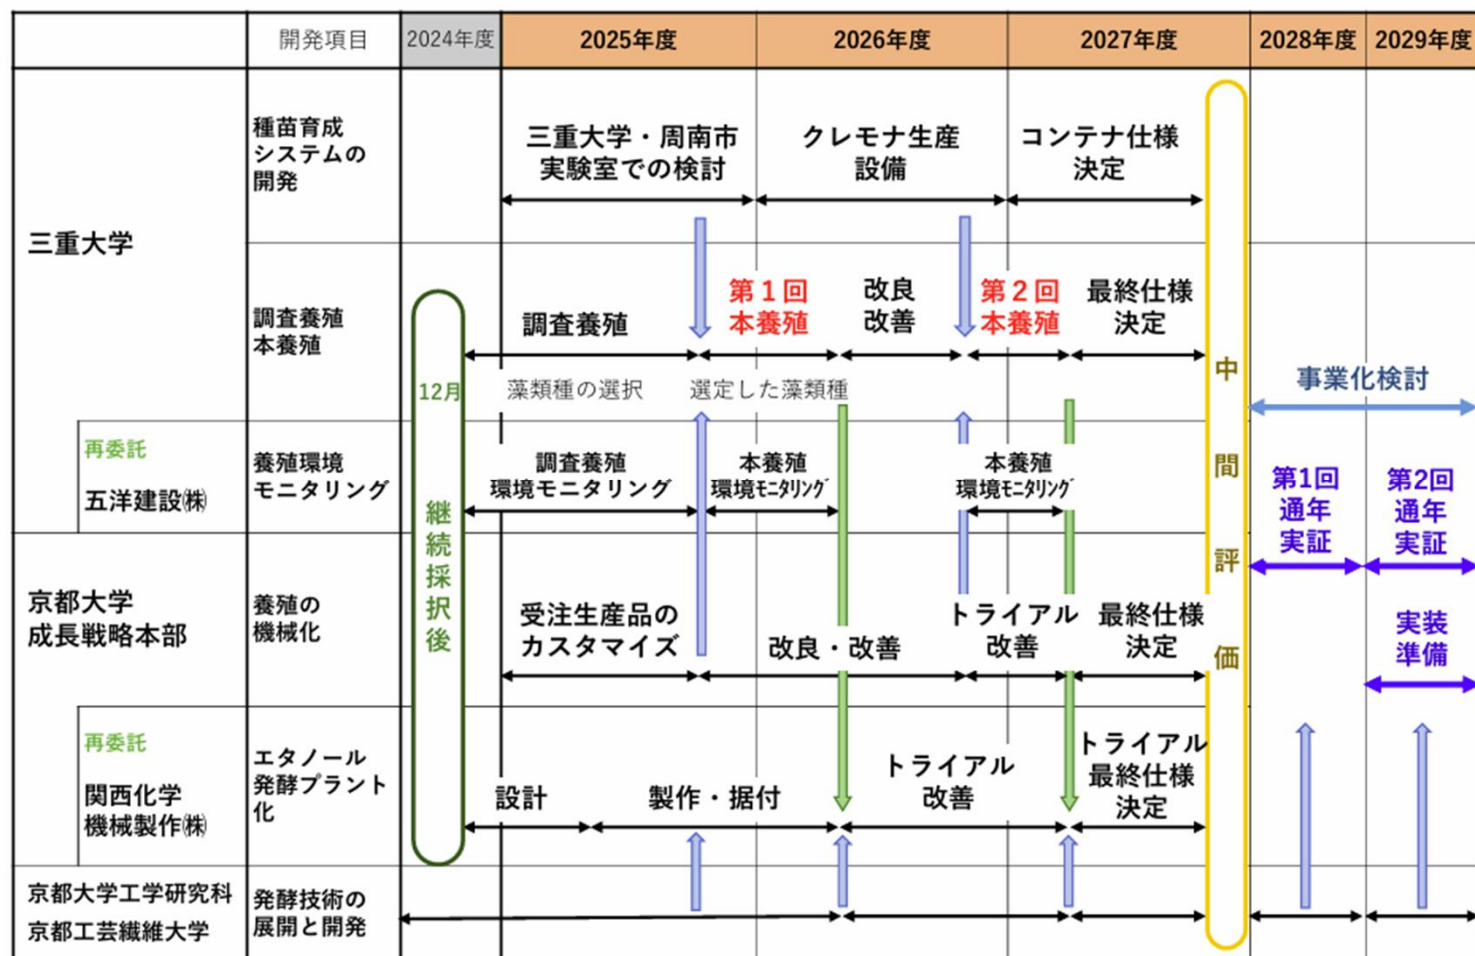 開発項目
2024年度
2025年度
2026年度
2027年度
2028年度
2029年度
三重大学
種苗育成
システムの
開発
三重大学・周南市
実験室での検討
クレモナ生産
設備
コンテナ仕様
決定
調査養殖
本養殖
調査養殖
第1回
本養殖
改良
改善
第2回
本養殖
最終仕様
決定
藻類種の選択
選定した藻類種
12月
継続採択後
中間評価
事業化検討
再委託
五洋建設㈱
養殖環境
モニタリング
調査養殖
環境モニタリング
本養殖
環境ﾓﾆﾀﾘﾝｸﾞ
本養殖
環境ﾓﾆﾀﾘﾝｸﾞ
第1回
通年
実証
第2回
通年
実証
京都大学
成長戦略本部
養殖の
機械化
受注生産品の
カスタマイズ
改良・改善
トライアル
改善
最終仕様
決定
実装
準備
再委託
関西化学
機械製作㈱
エタノール
発酵プラント
化
設計
製作・据付
トライアル
改善
トライアル
最終仕様
決定
京都大学工学研究科
京都工芸繊維大学
発酵技術の
展開と開発